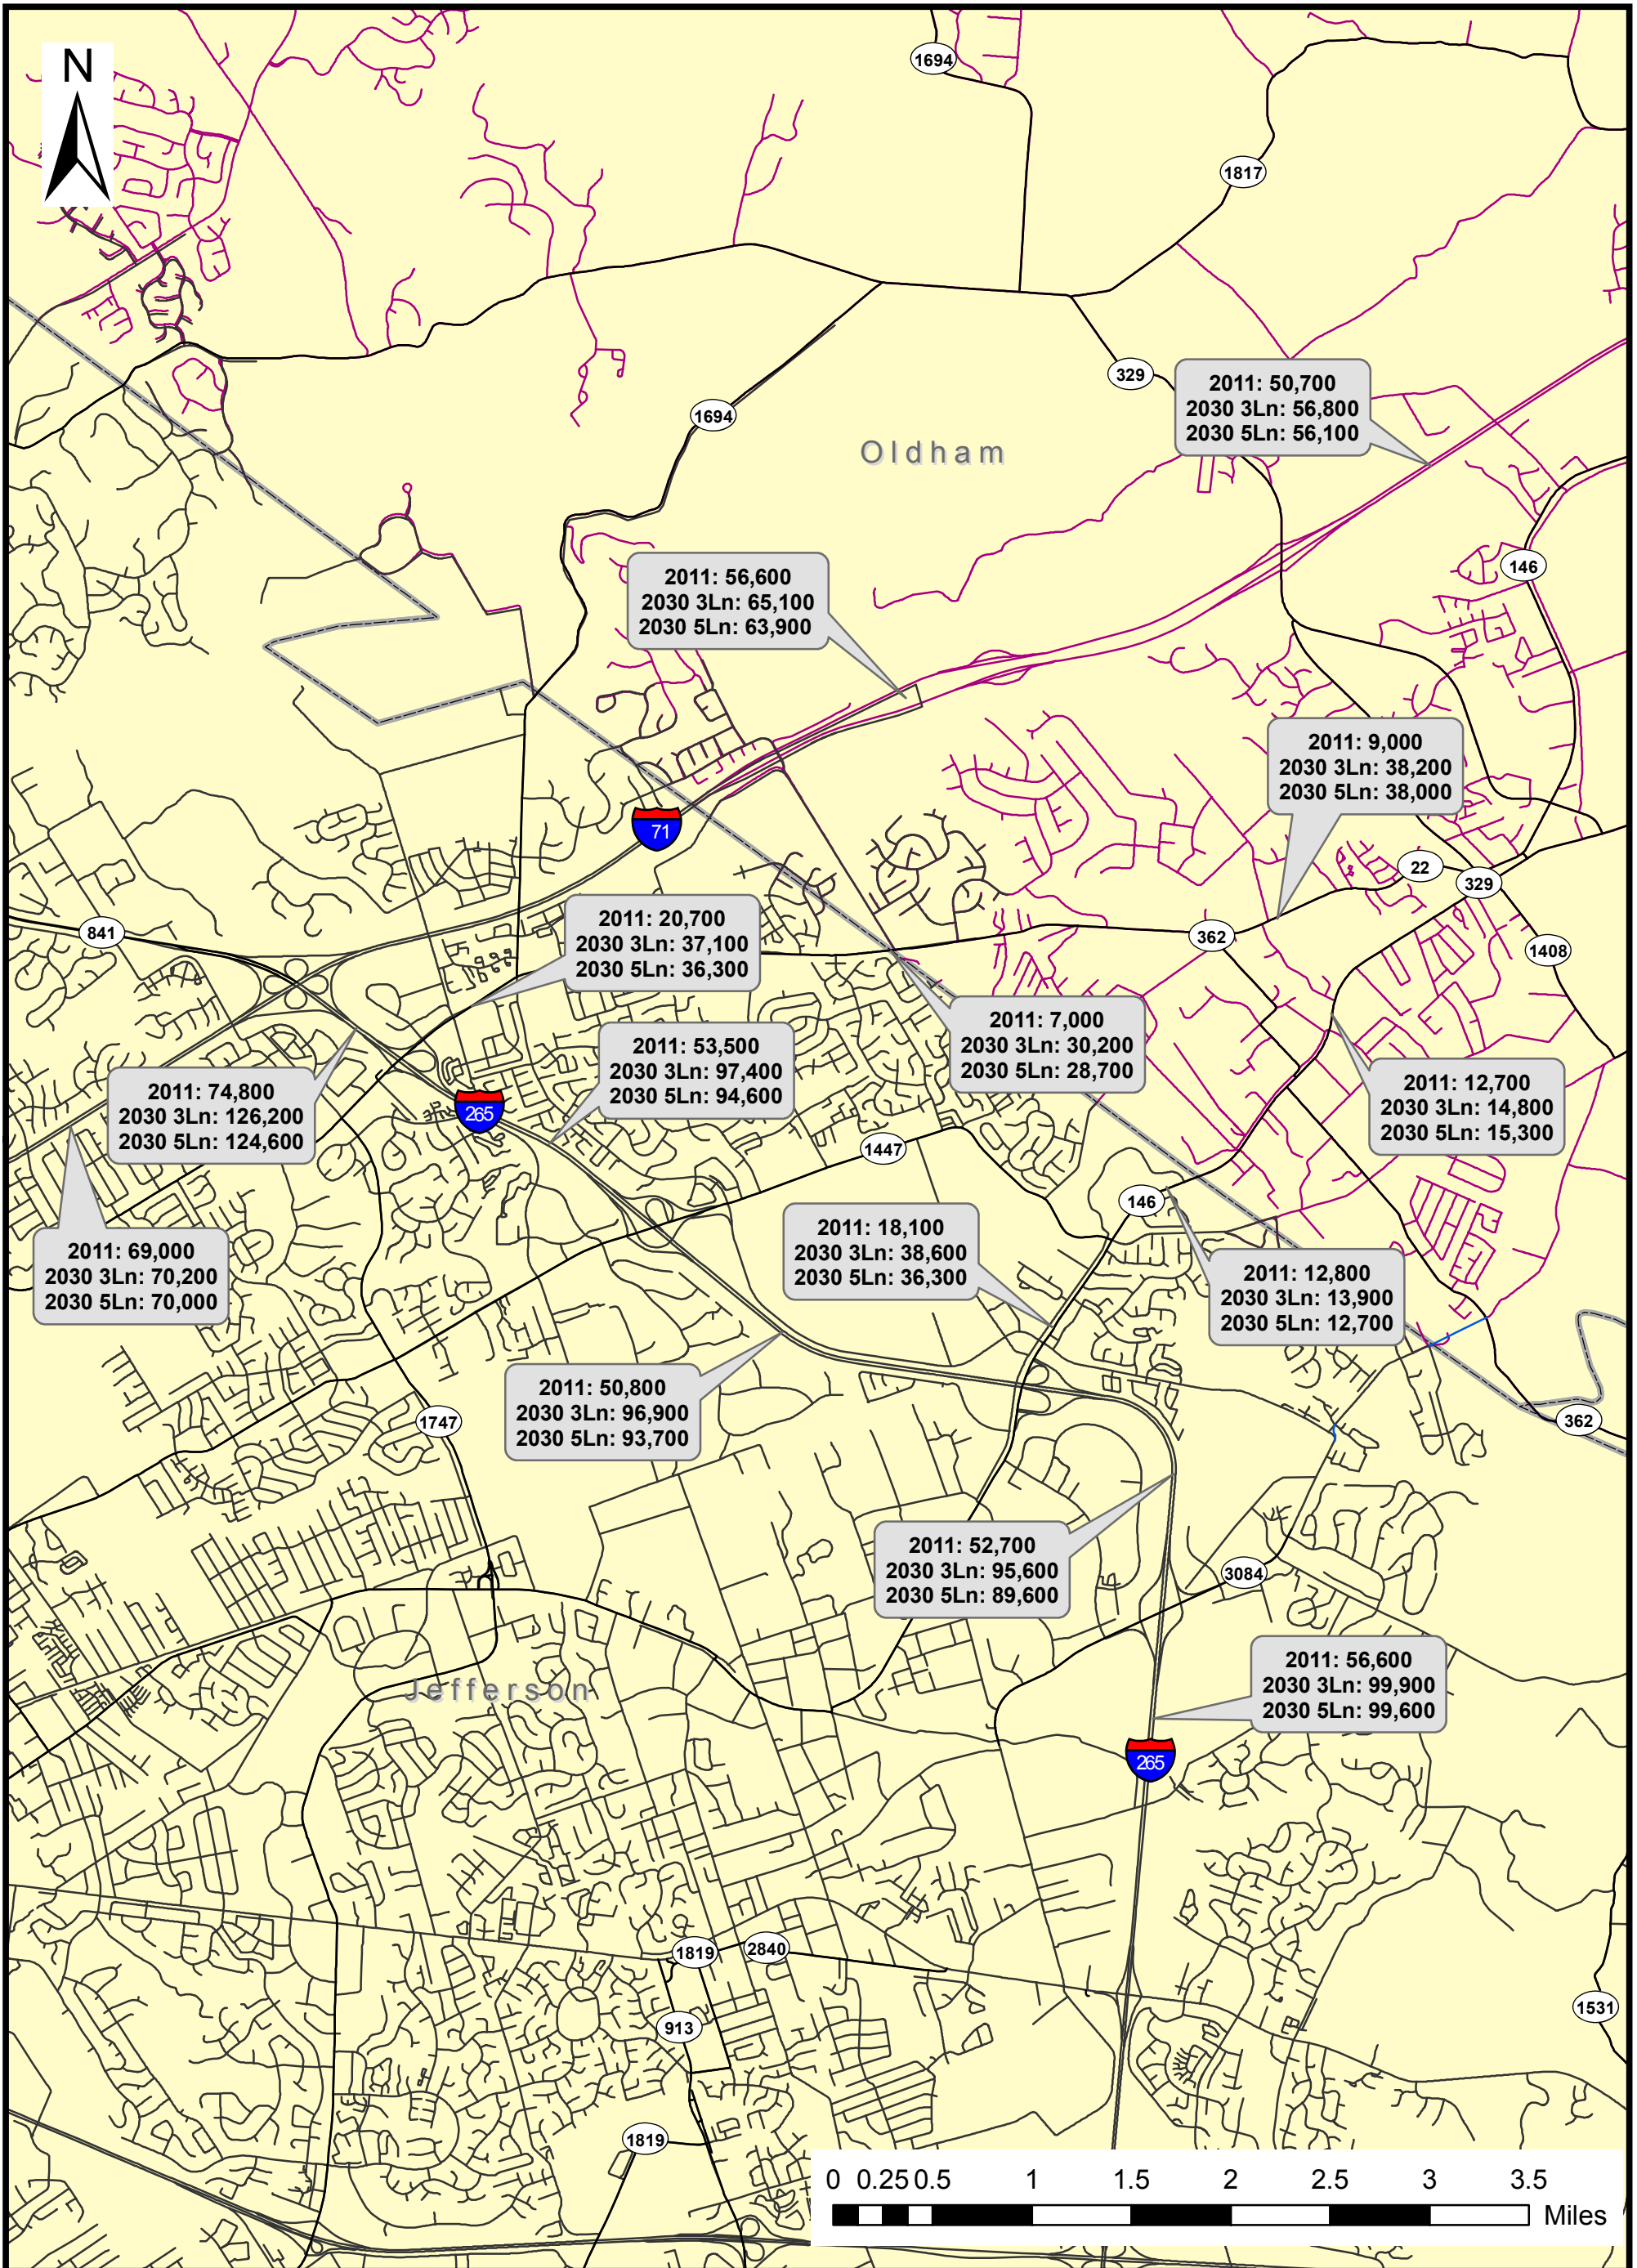 N
1694
1817
329
2011: 50,700
2030 3Ln: 56,800
2030 5Ln: 56,100
1694
Oldham
146
2011: 56,600
2030 3Ln: 65,100
2030 5Ln: 63,900
2011: 9,000
2030 3Ln: 38,200
2030 5Ln: 38,000
71
22
329
841
2011: 20,700
2030 3Ln: 37,100
2030 5Ln: 36,300
362
1408
2011: 7,000
2030 3Ln: 30,200
2030 5Ln: 28,700
2011: 53,500
2030 3Ln: 97,400
2030 5Ln: 94,600
2011: 74,800
2030 3Ln: 126,200
2030 5Ln: 124,600
265
2011: 12,700
2030 3Ln: 14,800
2030 5Ln: 15,300
1447
146
2011: 69,000
2030 3Ln: 70,200
2030 5Ln: 70,000
2011: 18,100
2030 3Ln: 38,600
2030 5Ln: 36,300
2011: 12,800
2030 3Ln: 13,900
2030 5Ln: 12,700
2011: 50,800
2030 3Ln: 96,900
2030 5Ln: 93,700
1747
362
2011: 52,700
2030 3Ln: 95,600
2030 5Ln: 89,600
3084
2011: 56,600
2030 3Ln: 99,900
2030 5Ln: 99,600
Jefferson
265
1819
2840
1531
913
1819
0 0.25 0.5 1 1.5 2 2.5 3 3.5
Miles